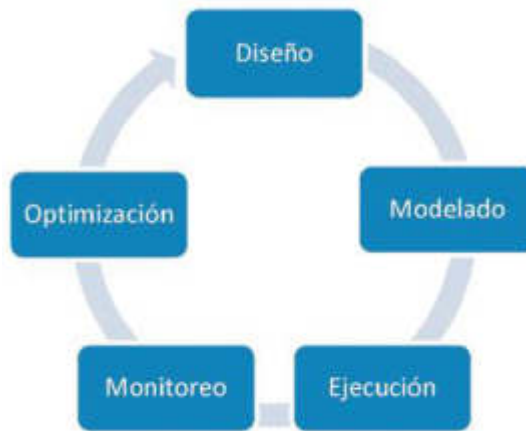 Diseño
Modelado
Ejecución
Monitoreo
Optimización